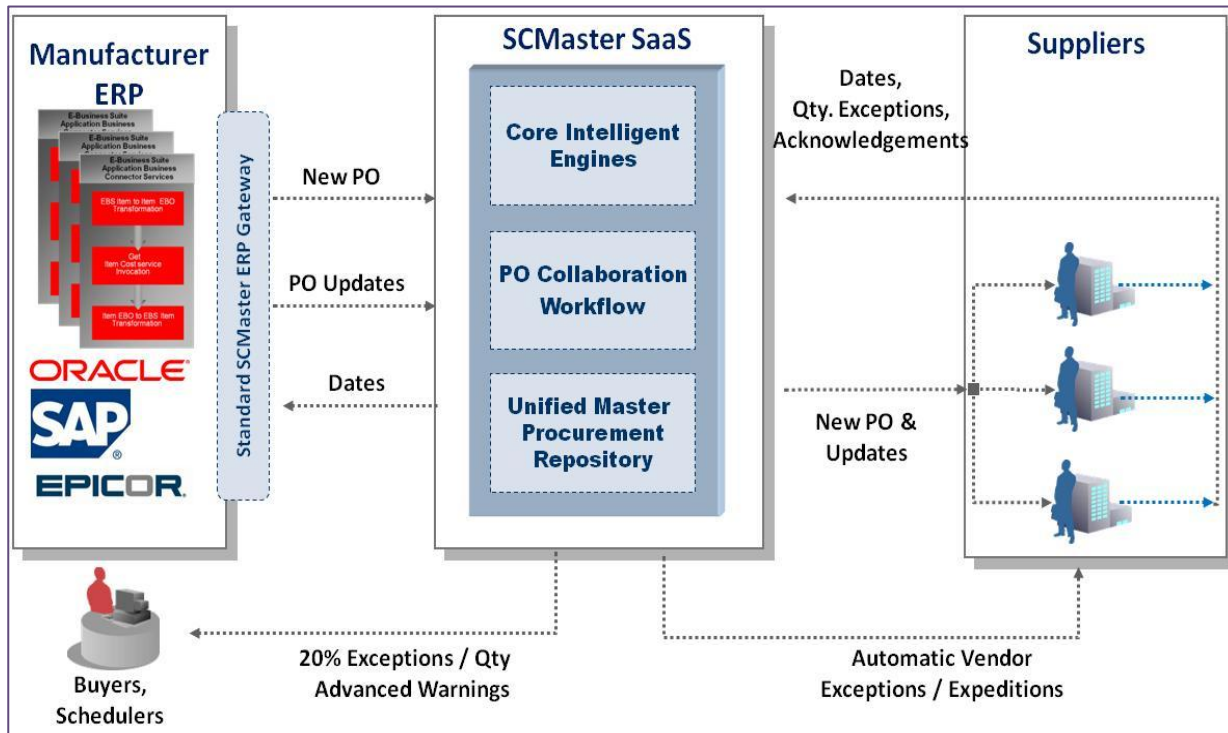 Manufacturer
ERP
E-Business Suite
Application Business
E-Business Suite
Application Business
E-Business Suite
Application Business
Connector Services
EBS Item to Item EBO
Transformation
Get
Item Cost service
Invocation
Item EBO to EBS Item
Transformation
ORACLE®
SAP®
EPICOR®
Standard SCMaster ERP Gateway
New PO
PO Updates
Dates
SCMaster SaaS
Core Intelligent
Engines
PO Collaboration
Workflow
Unified Master
Procurement
Repository
Suppliers
Dates,
Qty. Exceptions,
Acknowledgements
New PO &
Updates
Buyers,
Schedulers
20% Exceptions / Qty
Advanced Warnings
Automatic Vendor
Exceptions / Expeditions